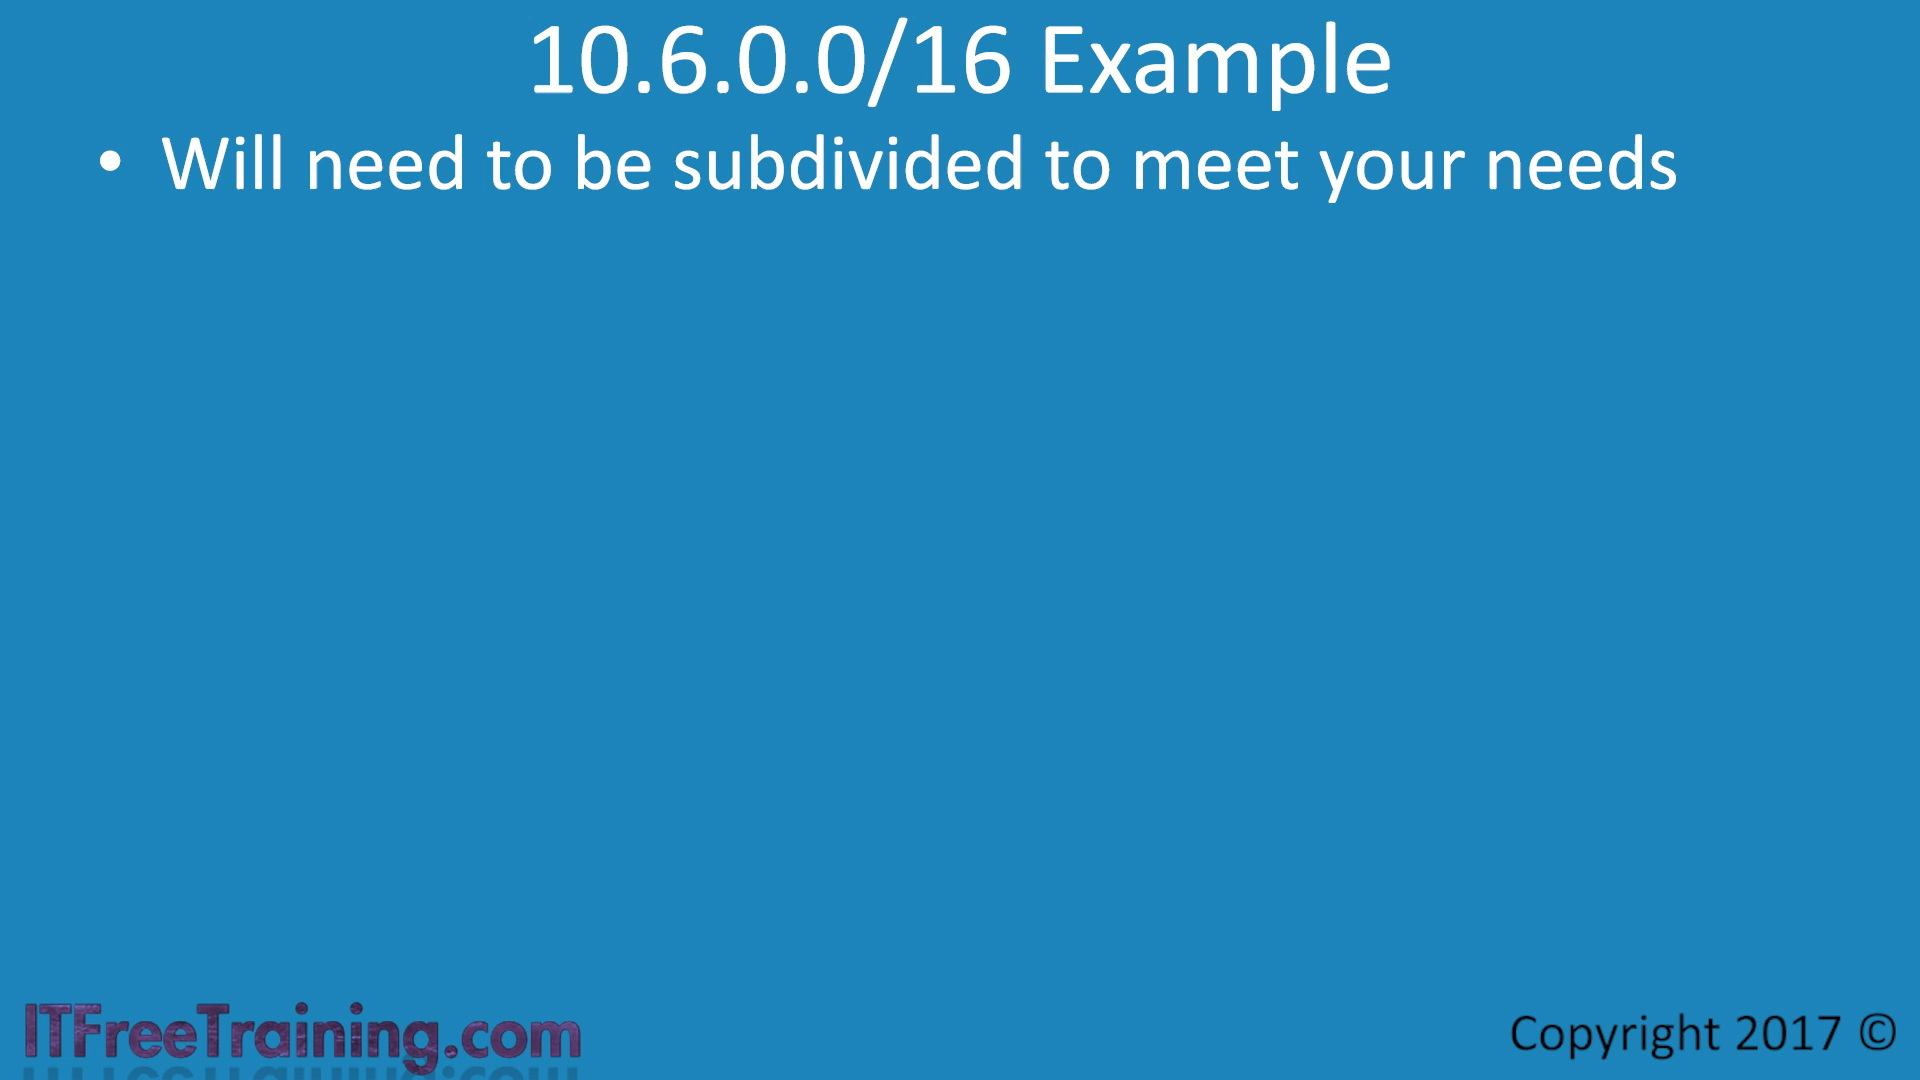 10.6.0.0/16 Example
• Will need to be subdivided to meet your needs
ITFreeTraining.com
Copyright 2017 ©